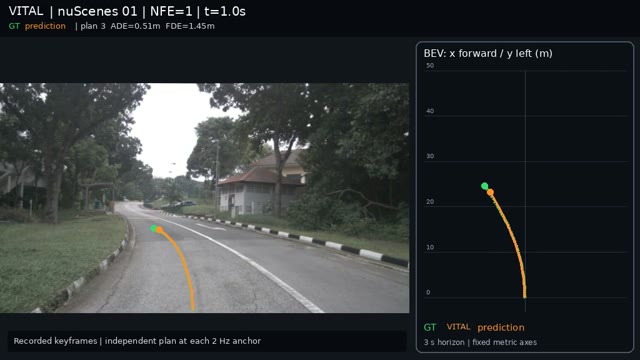 VITAL | nuScenes 01 | NFE=1 | t=1.0s
GT prediction | plan 3 ADE=0.51m FDE=1.45m
BEV: x forward / y left (m)
50
40
30
20
10
0
GT VITAL prediction
3 s horizon | fixed metric axes
Recorded keyframes | independent plan at each 2 Hz anchor